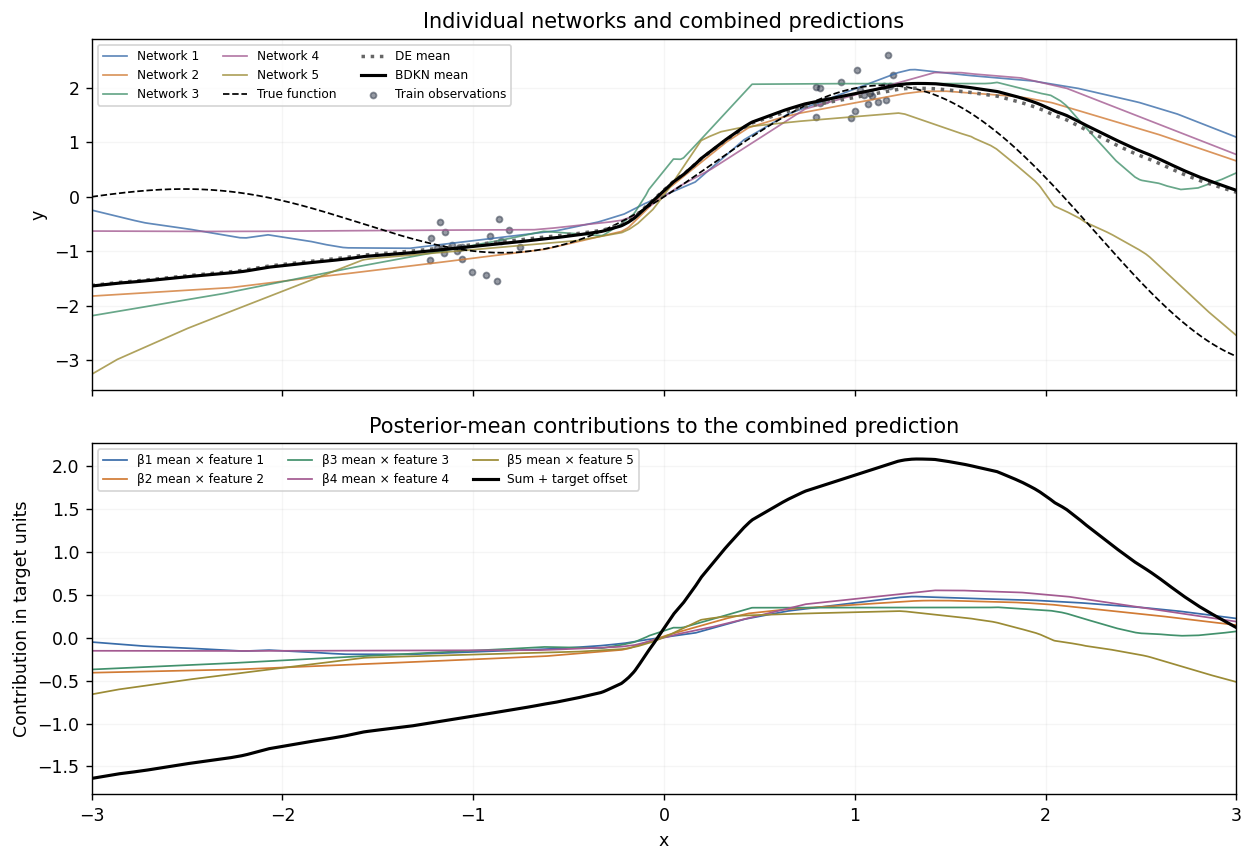 Individual networks and combined predictions
Network 1 Network 4 DE mean
Network 2 Network 5 BDKN mean
Network 3 True function Train observations
y
2
1
0
−1
−2
−3
Posterior-mean contributions to the combined prediction
β1 mean × feature 1 β3 mean × feature 3 β5 mean × feature 5
β2 mean × feature 2 β4 mean × feature 4 Sum + target offset
Contribution in target units
2.0
1.5
1.0
0.5
0.0
−0.5
−1.0
−1.5
−3 −2 −1 0 1 2 3
x